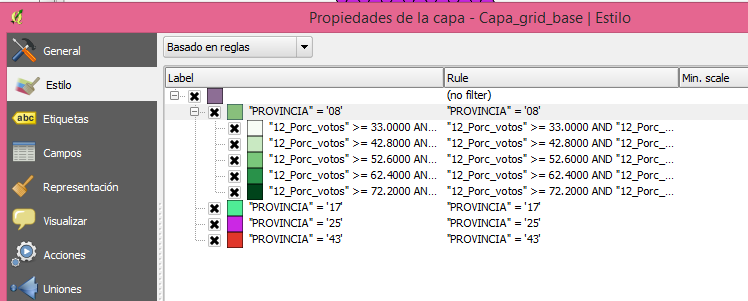 Propiedades de la capa - Capa_grid_base | Estilo
General
Estilo
abc Etiquetas
Campos
Representación
Visualizar
Acciones
Uniones
Basado en reglas
Label Rule Min. scale
(no filter)
"PROVINCIA" = '08' "PROVINCIA" = '08'
"12_Porc_votos" >= 33.0000 AN... "12_Porc_votos" >= 33.0000 AND "12_Porc_...
"12_Porc_votos" >= 42.8000 AN... "12_Porc_votos" >= 42.8000 AND "12_Porc_...
"12_Porc_votos" >= 52.6000 AN... "12_Porc_votos" >= 52.6000 AND "12_Porc_...
"12_Porc_votos" >= 62.4000 AN... "12_Porc_votos" >= 62.4000 AND "12_Porc_...
"12_Porc_votos" >= 72.2000 AN... "12_Porc_votos" >= 72.2000 AND "12_Porc_...
"PROVINCIA" = '17' "PROVINCIA" = '17'
"PROVINCIA" = '25' "PROVINCIA" = '25'
"PROVINCIA" = '43' "PROVINCIA" = '43'